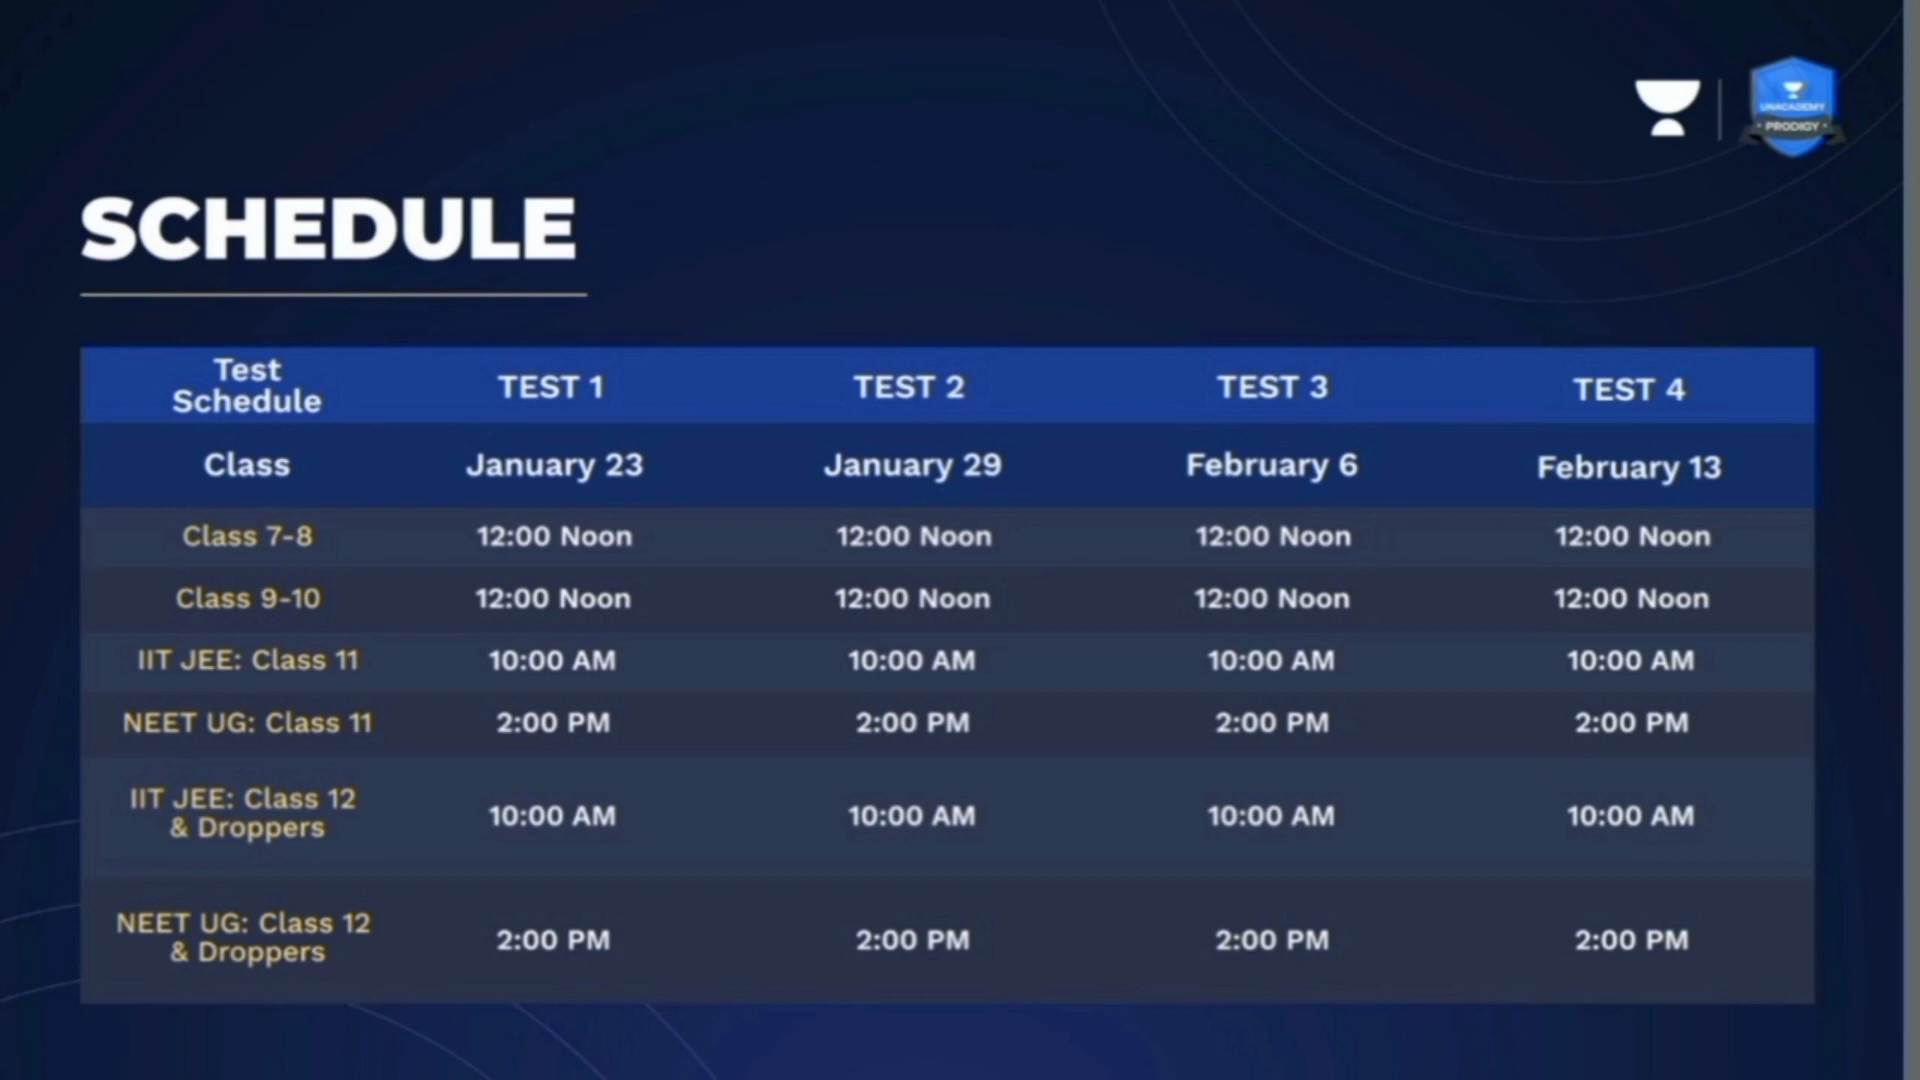 UNACADEMY
PRODIGY
SCHEDULE
Test Schedule TEST 1 TEST 2 TEST 3 TEST 4
Class January 23 January 29 February 6 February 13
Class 7-8 12:00 Noon 12:00 Noon 12:00 Noon 12:00 Noon
Class 9-10 12:00 Noon 12:00 Noon 12:00 Noon 12:00 Noon
IIT JEE: Class 11 10:00 AM 10:00 AM 10:00 AM 10:00 AM
NEET UG: Class 11 2:00 PM 2:00 PM 2:00 PM 2:00 PM
IIT JEE: Class 12 & Droppers 10:00 AM 10:00 AM 10:00 AM 10:00 AM
NEET UG: Class 12 & Droppers 2:00 PM 2:00 PM 2:00 PM 2:00 PM